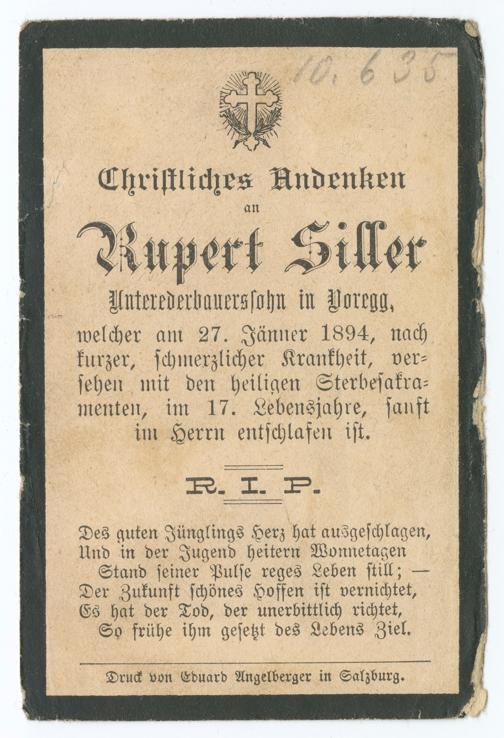 10.635
Christliches Andenken
an
Rupert Siller
Unterederbauerssohn in Voregg,
welcher am 27. Jänner 1894, nach
kurzer, schmerzlicher Krankheit, ver-
sehen mit den heiligen Sterbesakra-
menten, im 17. Lebensjahre, sanft
im Herrn entschlafen ist.
R. I. P.
Des guten Jünglings Herz hat ausgeschlagen,
Und in der Jugend heitern Wonnetagen
Stand seiner Pulse reges Leben still; —
Der Zukunft schönes Hoffen ist vernichtet,
Es hat der Tod, der unerbittlich richtet,
So frühe ihm gesetzt des Lebens Ziel.
Druck von Eduard Angelberger in Salzburg.